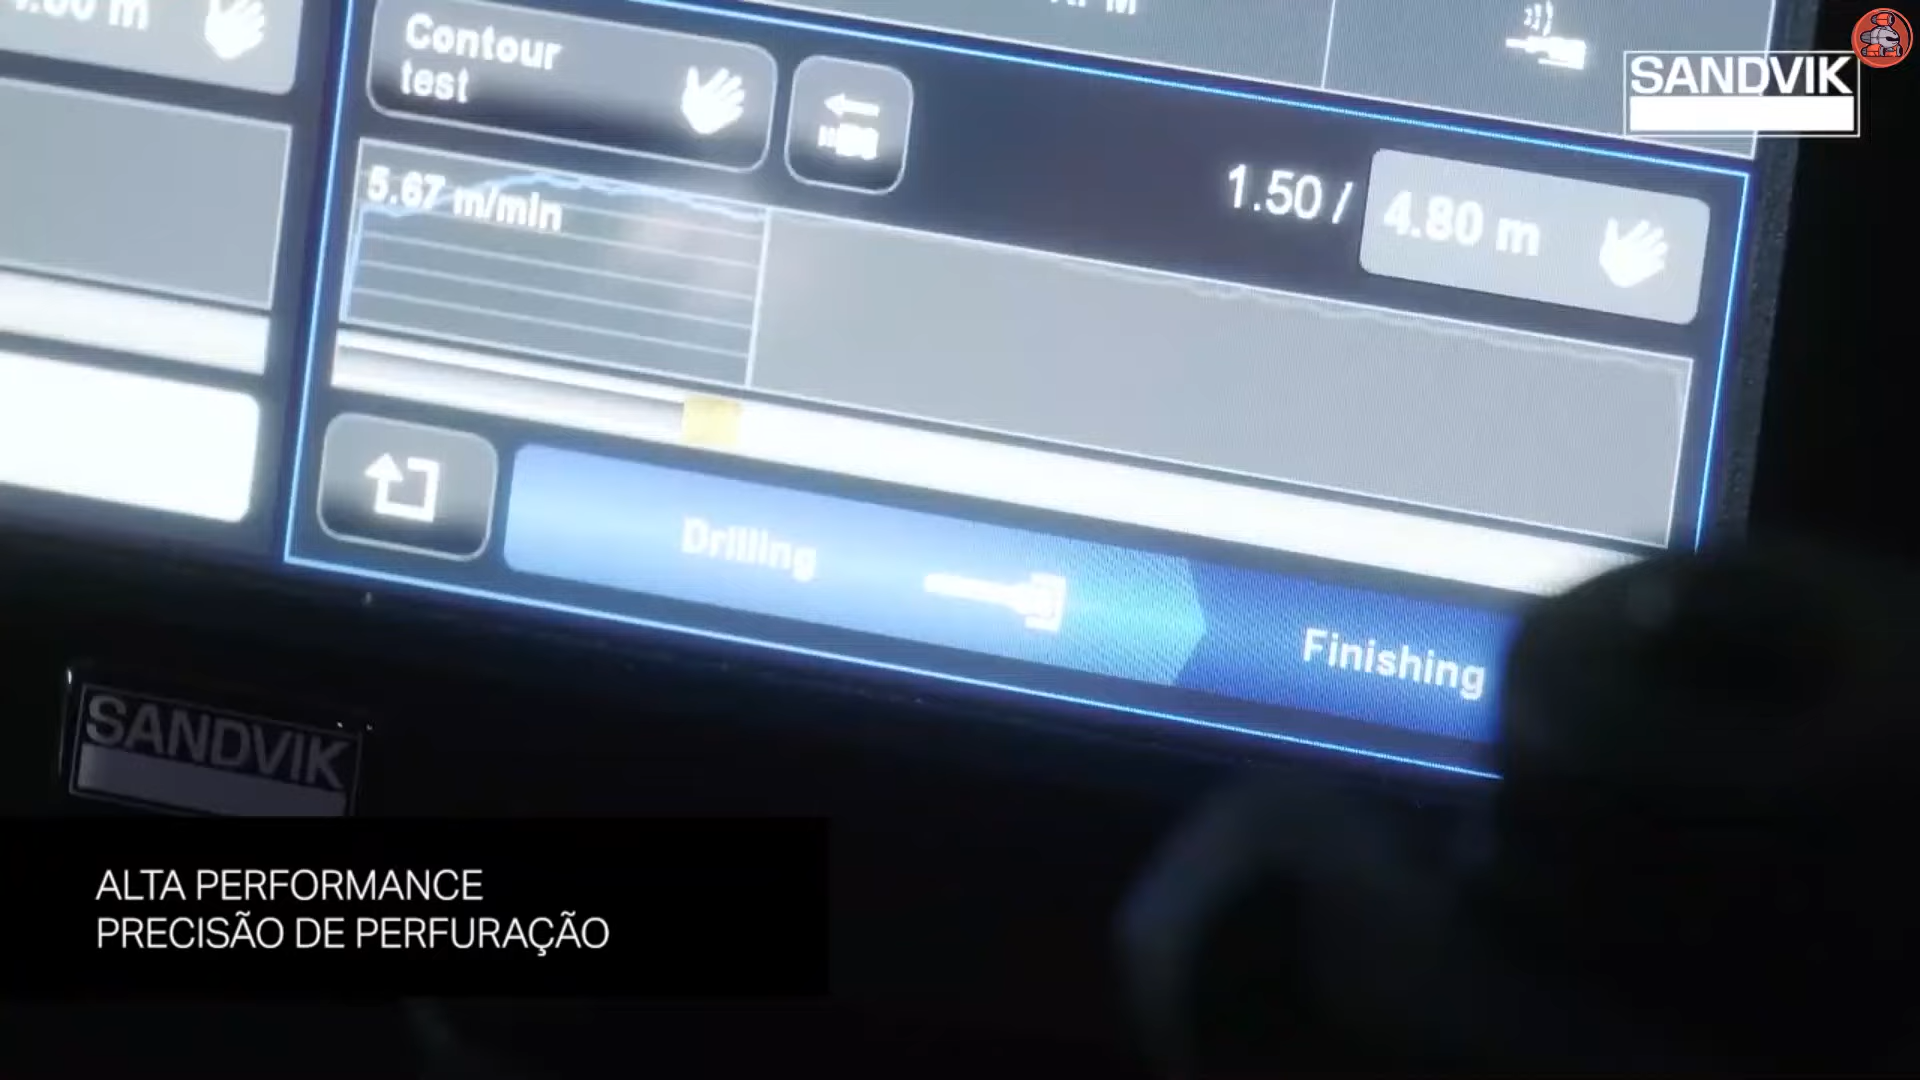 Contour
test
SANDVIK
5.67 m/min
1.50 / 4.80 m
Drilling
Finishing
SANDVIK
ALTA PERFORMANCE
PRECISÃO DE PERFURAÇÃO